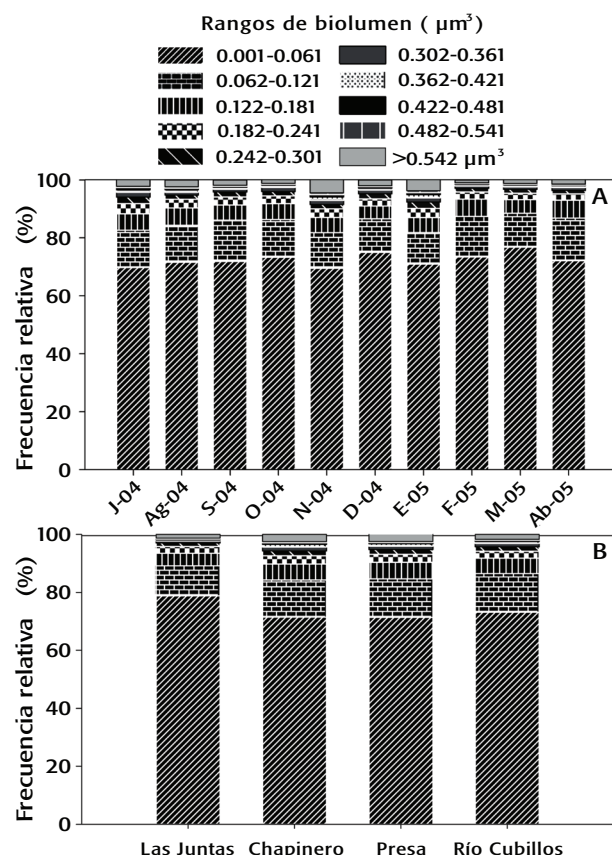 Rangos de biolumen ( µm³)
0.001-0.061
0.062-0.121
0.122-0.181
0.182-0.241
0.242-0.301
0.302-0.361
0.362-0.421
0.422-0.481
0.482-0.541
>0.542 µm³
Frecuencia relativa (%)
100
80
60
40
20
0
A
J-04
Ag-04
S-04
O-04
N-04
D-04
E-05
F-05
M-05
Ab-05
Frecuencia relativa (%)
100
80
60
40
20
0
B
Las Juntas
Chapinero
Presa
Río Cubillos